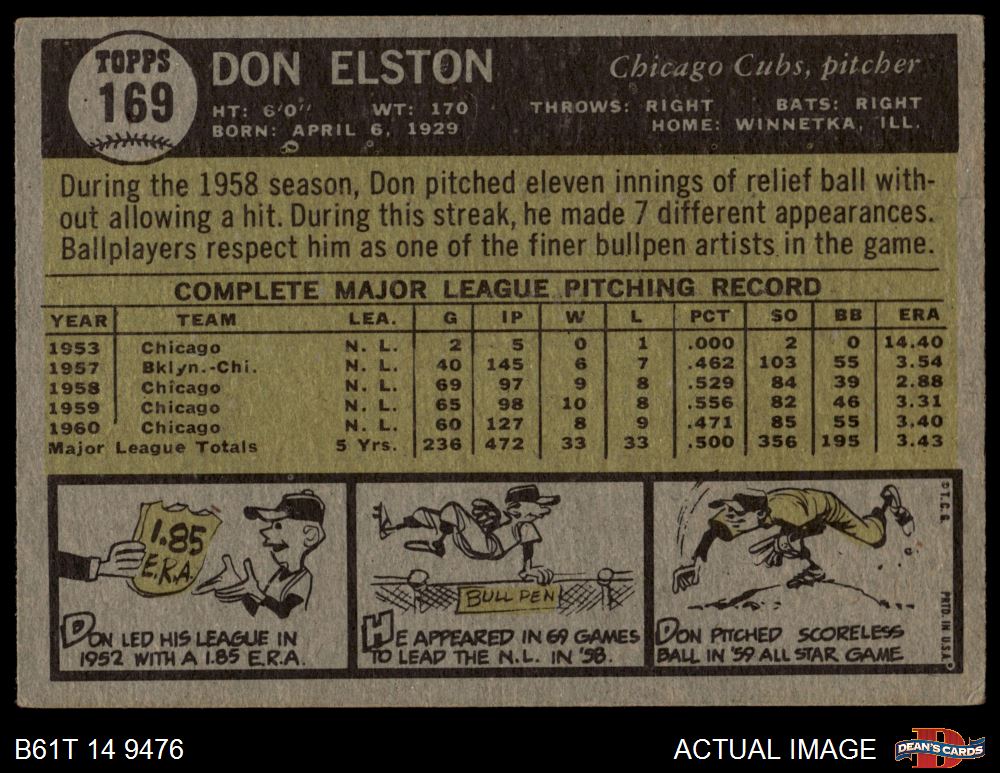 TOPPS
169
DON ELSTON
Chicago Cubs, pitcher
HT: 6'0" WT: 170 THROWS: RIGHT BATS: RIGHT
BORN: APRIL 6, 1929 HOME: WINNETKA, ILL.
During the 1958 season, Don pitched eleven innings of relief ball with-
out allowing a hit. During this streak, he made 7 different appearances.
Ballplayers respect him as one of the finer bullpen artists in the game.
COMPLETE MAJOR LEAGUE PITCHING RECORD
YEAR TEAM LEA. G IP W L PCT SO BB ERA
1953 Chicago N. L. 2 5 0 1 .000 2 0 14.40
1957 Bklyn.-Chi. N. L. 40 145 6 7 .462 103 55 3.54
1958 Chicago N. L. 69 97 9 8 .529 84 39 2.88
1959 Chicago N. L. 65 98 10 8 .556 82 46 3.31
1960 Chicago N. L. 60 127 8 9 .471 85 55 3.40
Major League Totals 5 Yrs. 236 472 33 33 .500 356 195 3.43
1.85
E.R.A.
DON LED HIS LEAGUE IN
1952 WITH A 1.85 E.R.A.
BULL PEN
HE APPEARED IN 69 GAMES
TO LEAD THE N.L. IN '58.
DON PITCHED SCORELESS
BALL IN '59 ALL STAR GAME
©T.C.G. PRTD. IN U.S.A.
B61T 14 9476
ACTUAL IMAGE
DEAN'S CARDS